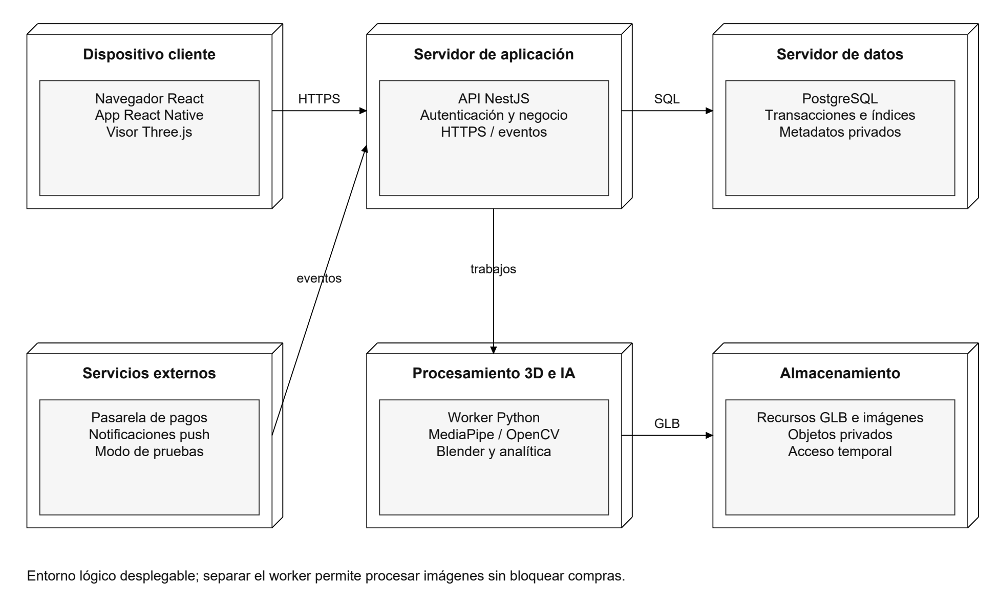 Dispositivo cliente
Navegador React
App React Native
Visor Three.js
HTTPS
Servidor de aplicación
API NestJS
Autenticación y negocio
HTTPS / eventos
SQL
Servidor de datos
PostgreSQL
Transacciones e índices
Metadatos privados
eventos
trabajos
Servicios externos
Pasarela de pagos
Notificaciones push
Modo de pruebas
Procesamiento 3D e IA
Worker Python
MediaPipe / OpenCV
Blender y analítica
GLB
Almacenamiento
Recursos GLB e imágenes
Objetos privados
Acceso temporal
Entorno lógico desplegable; separar el worker permite procesar imágenes sin bloquear compras.